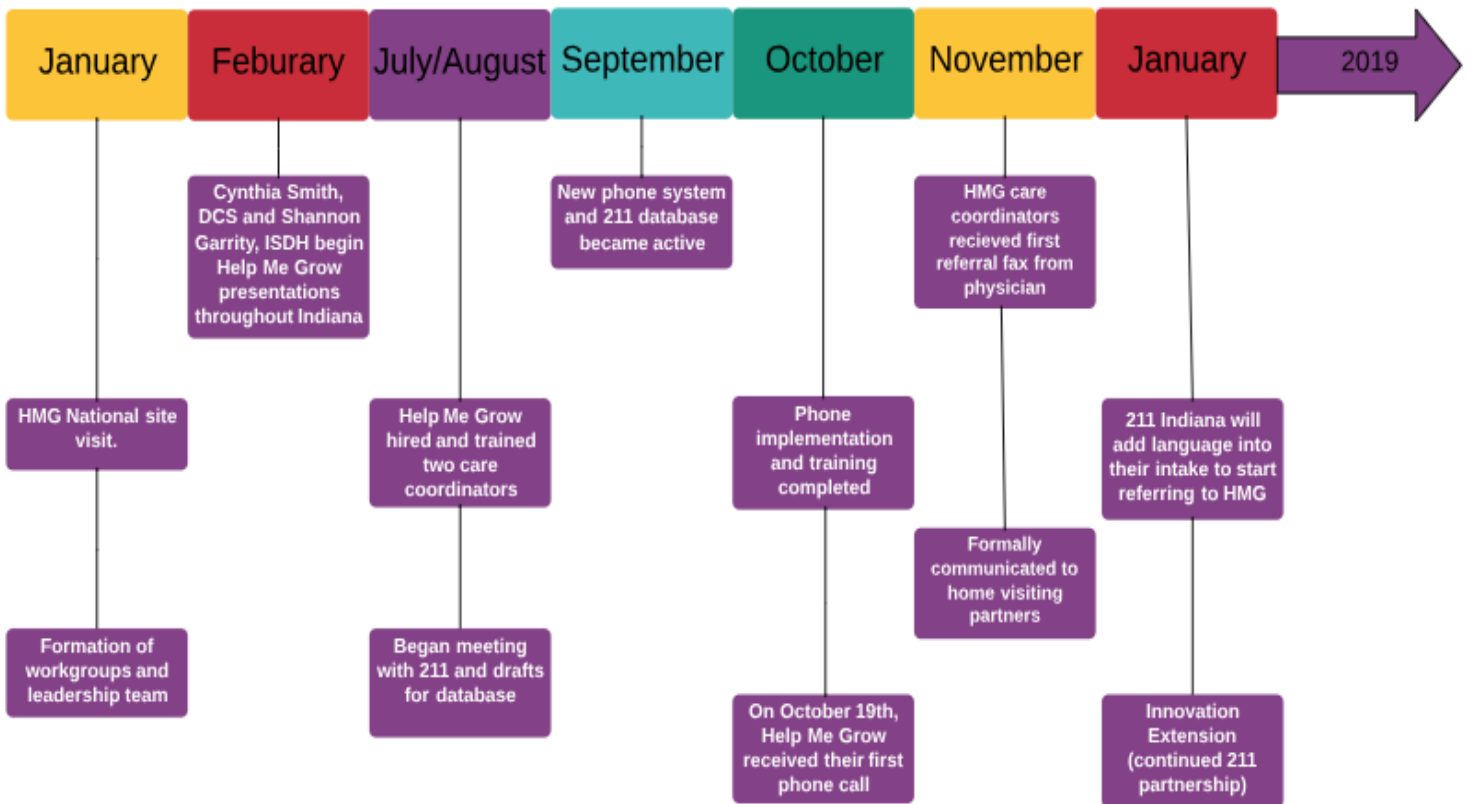 January
Feburary
July/August
September
October
November
January
2019
HMG National site
visit.
Formation of
workgroups and
leadership team
Cynthia Smith,
DCS and Shannon
Garrity, ISDH begin
Help Me Grow
presentations
throughout Indiana
Help Me Grow
hired and trained
two care
coordinators
Began meeting
with 211 and drafts
for database
New phone system
and 211 database
became active
Phone
implementation
and training
completed
On October 19th,
Help Me Grow
received their first
phone call
HMG care
coordinators
recieved first
referral fax from
physician
Formally
communicated to
home visiting
partners
211 Indiana will
add language into
their intake to start
referring to HMG
Innovation
Extension
(continued 211
partnership)